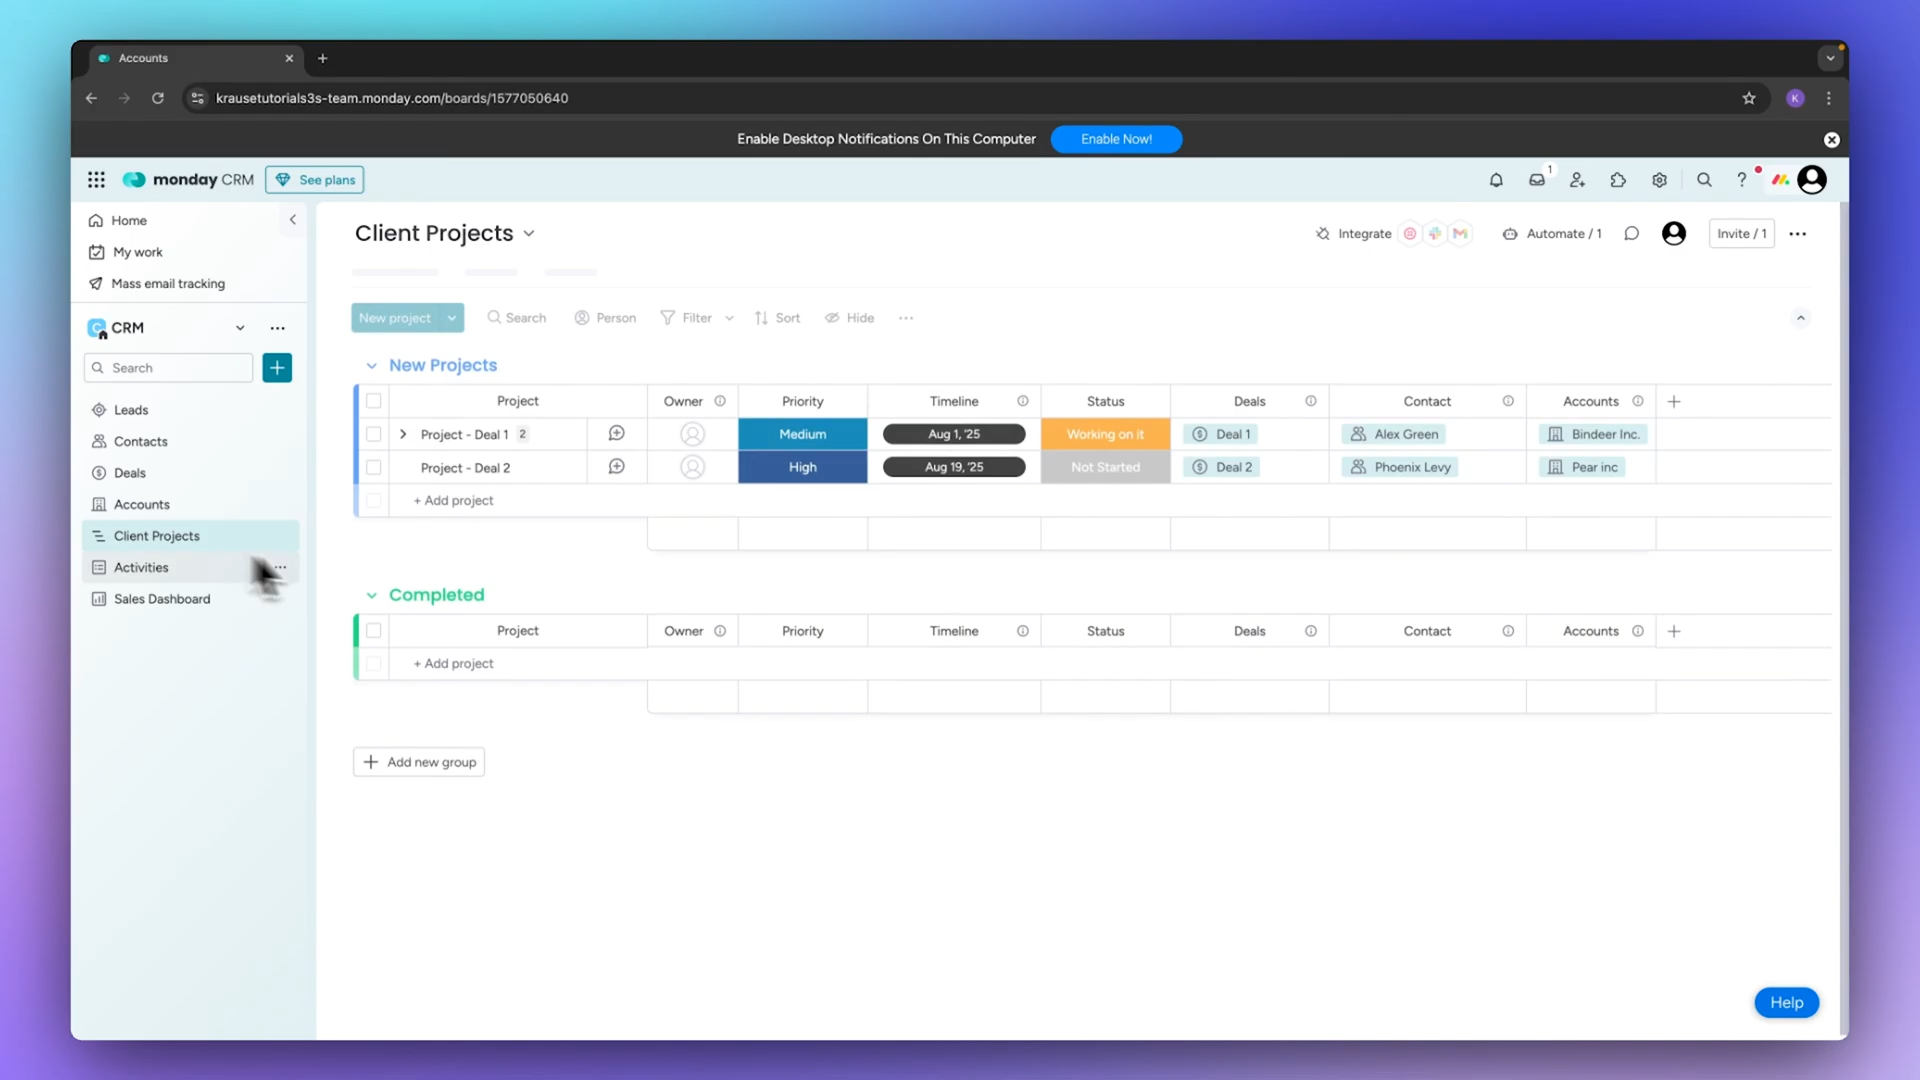 Accounts
krausetutorials3s-team.monday.com/boards/1577050640
K
Enable Desktop Notifications On This Computer Enable Now!
monday CRM See plans
1
Home
My work
Mass email tracking
C CRM
Search
Leads
Contacts
Deals
Accounts
Client Projects
Activities
Sales Dashboard
Client Projects
Integrate Automate / 1 Invite / 1
New project Search Person Filter Sort Hide
New Projects
Project Owner Priority Timeline Status Deals Contact Accounts
Project - Deal 1 2 Medium Aug 1, '25 Working on it Deal 1 Alex Green Bindeer Inc.
Project - Deal 2 High Aug 19, '25 Not Started Deal 2 Phoenix Levy Pear inc
+ Add project
Completed
Project Owner Priority Timeline Status Deals Contact Accounts
+ Add project
Add new group
Help